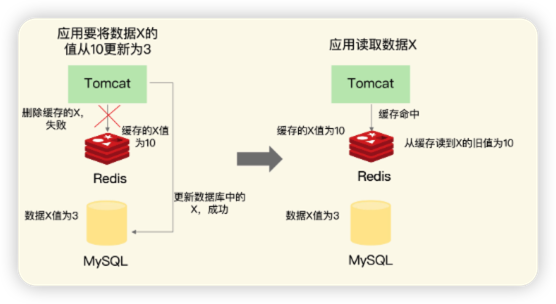 应用要将数据X的
值从10更新为3
Tomcat
删除缓存的X,
失败
缓存的X值
为10
Redis
更新数据库中的
X，成功
数据X值为3
MySQL
应用读取数据X
Tomcat
缓存命中
缓存的X值为10
从缓存读到X的旧值为10
Redis
数据X值为3
MySQL